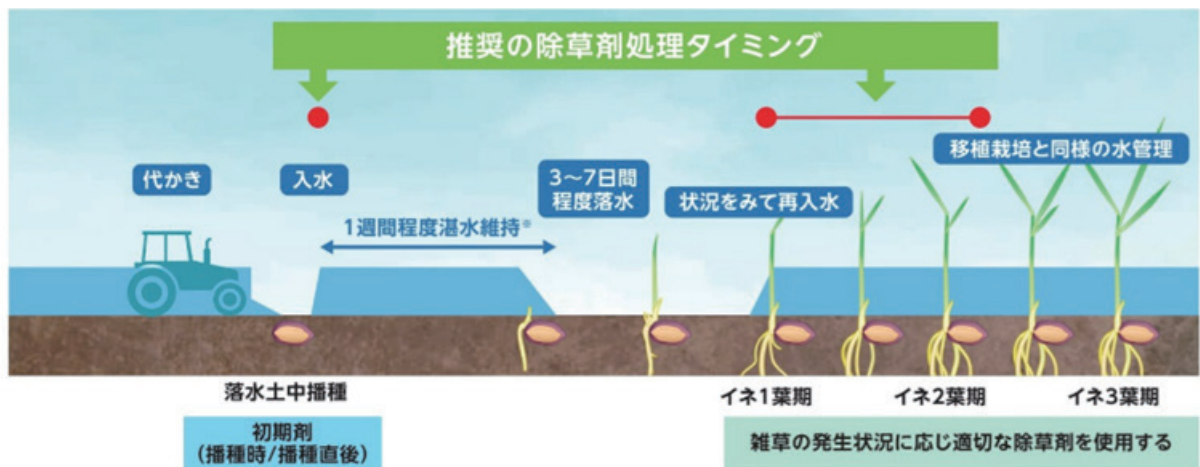 推奨の除草剤処理タイミング
代かき
入水
3～7日間
程度落水
状況をみて再入水
移植栽培と同様の水管理
1週間程度湛水維持※
落水土中播種
イネ1葉期
イネ2葉期
イネ3葉期
初期剤
(播種時/播種直後)
雑草の発生状況に応じ適切な除草剤を使用する